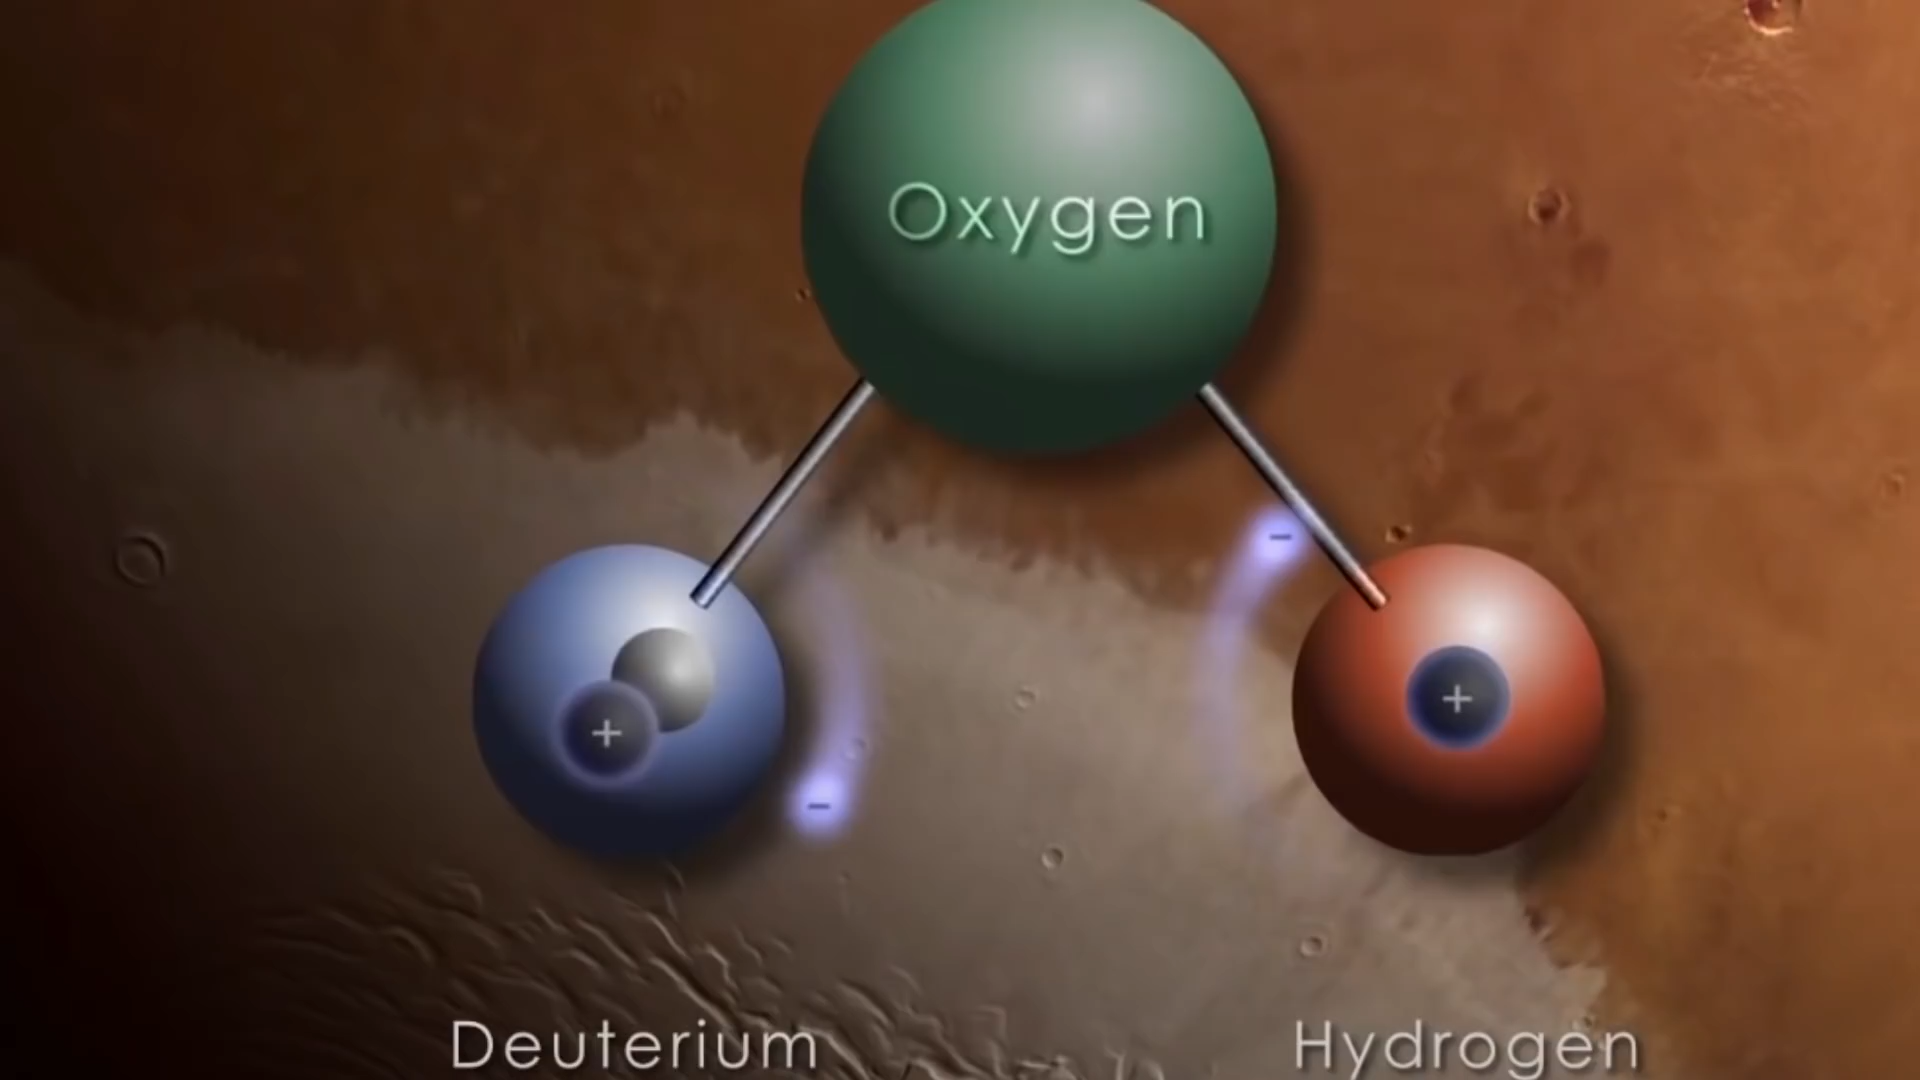 Oxygen
+
-
-
+
Deuterium
Hydrogen